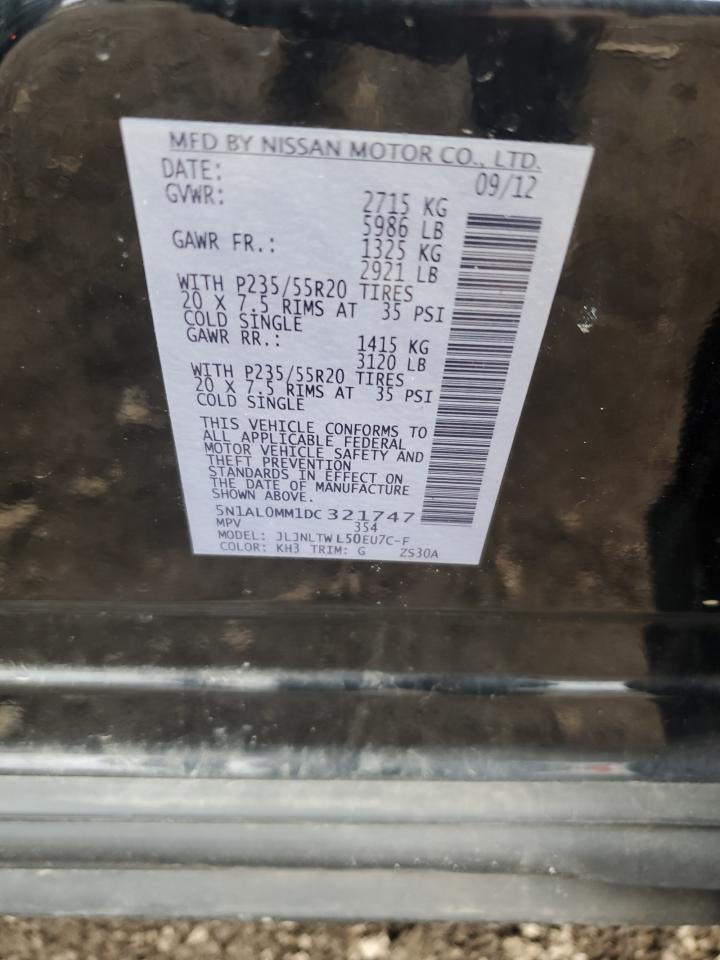 MFD BY NISSAN MOTOR CO., LTD.
DATE: 09/12
GVWR: 2715 KG
5986 LB
GAWR FR.: 1325 KG
2921 LB
WITH P235/55R20 TIRES
20 X 7.5 RIMS AT 35 PSI
COLD SINGLE
GAWR RR.: 1415 KG
3120 LB
WITH P235/55R20 TIRES
20 X 7.5 RIMS AT 35 PSI
COLD SINGLE
THIS VEHICLE CONFORMS TO
ALL APPLICABLE FEDERAL
MOTOR VEHICLE SAFETY AND
THEFT PREVENTION
STANDARDS IN EFFECT ON
THE DATE OF MANUFACTURE
SHOWN ABOVE.
5N1AL0MM1DC321747
MPV 354
MODEL: JLJNLTWL50EU7C-F
COLOR: KH3 TRIM: G ZS30A